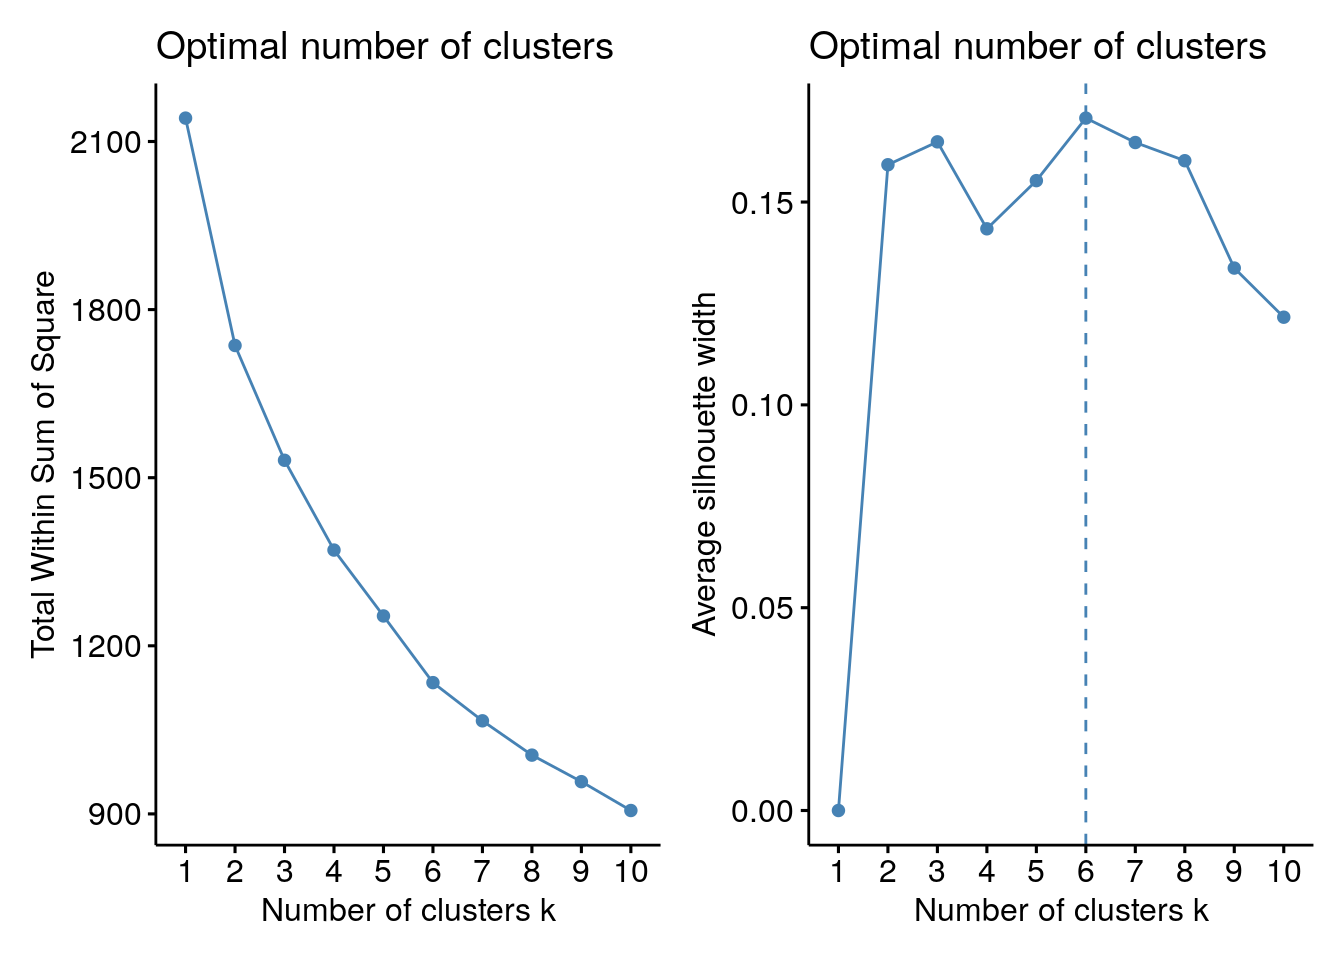 Optimal number of clusters
2100
1800
1500
1200
900
Total Within Sum of Square
1 2 3 4 5 6 7 8 9 10
Number of clusters k
Optimal number of clusters
0.15
0.10
0.05
0.00
Average silhouette width
1 2 3 4 5 6 7 8 9 10
Number of clusters k